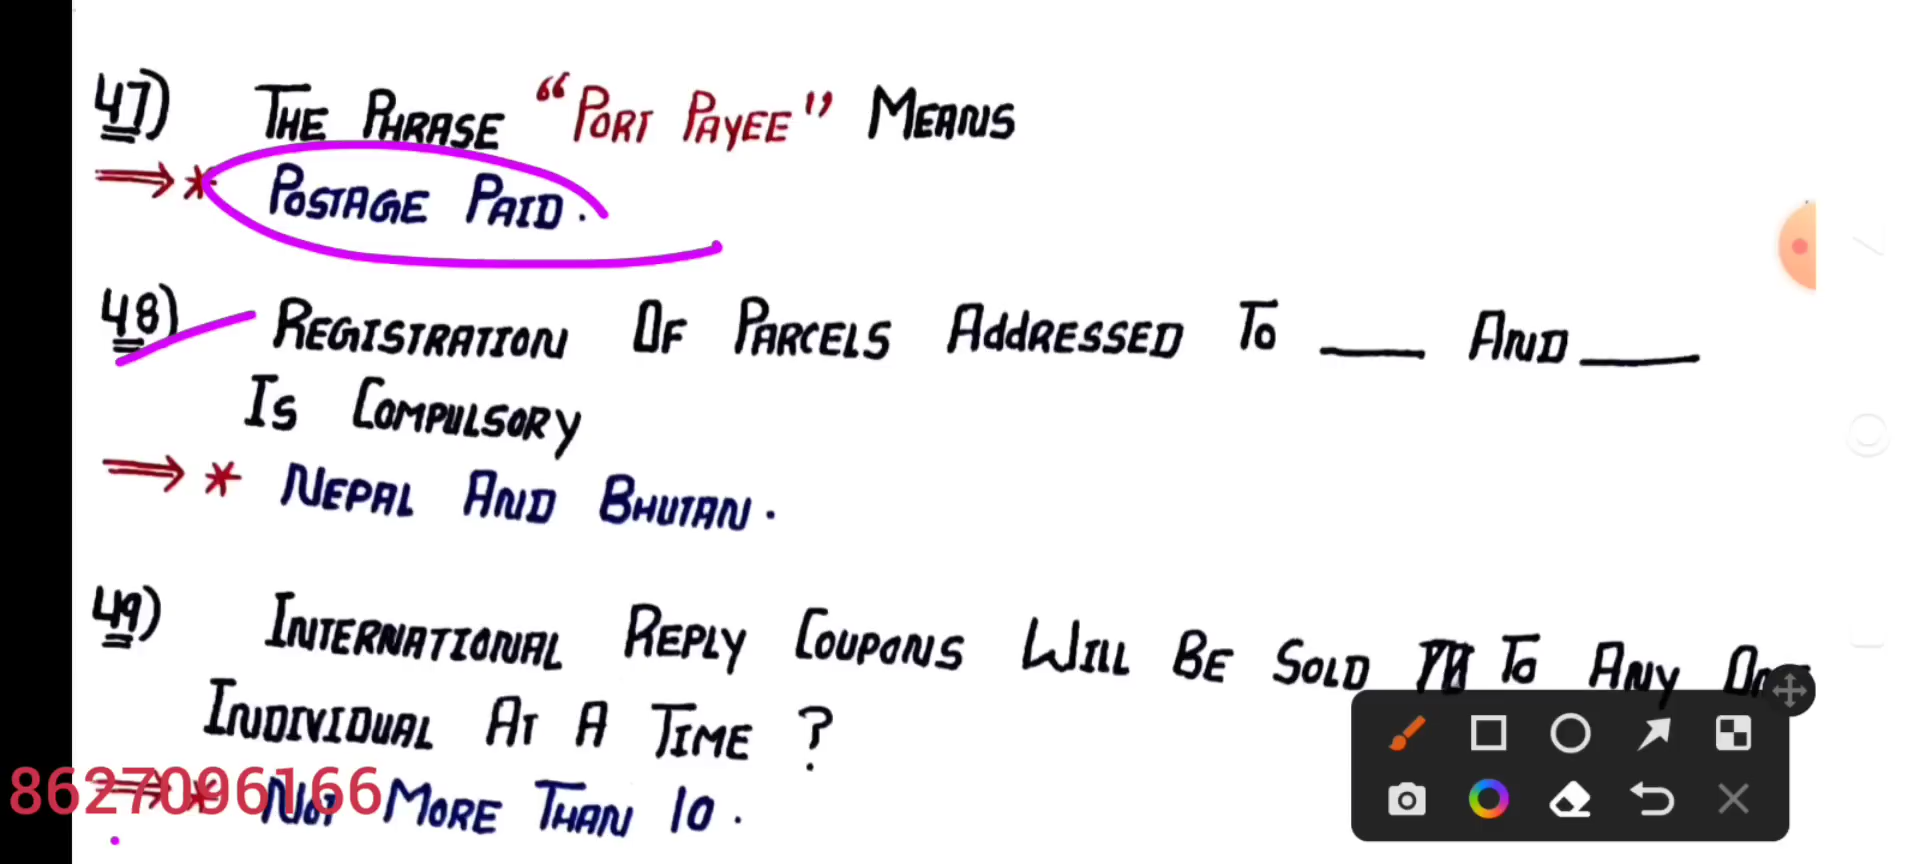 47) THE PHRASE "PORT PAYEE" MEANS
⇒ * POSTAGE PAID.
48) REGISTRATION OF PARCELS ADDRESSED TO ___ AND ___
IS COMPULSORY
⇒ * NEPAL AND BHUTAN.
49) INTERNATIONAL REPLY COUPONS WILL BE SOLD TO ANY
INDIVIDUAL AT A TIME ?
⇒ * NOT MORE THAN 10.
8627096166